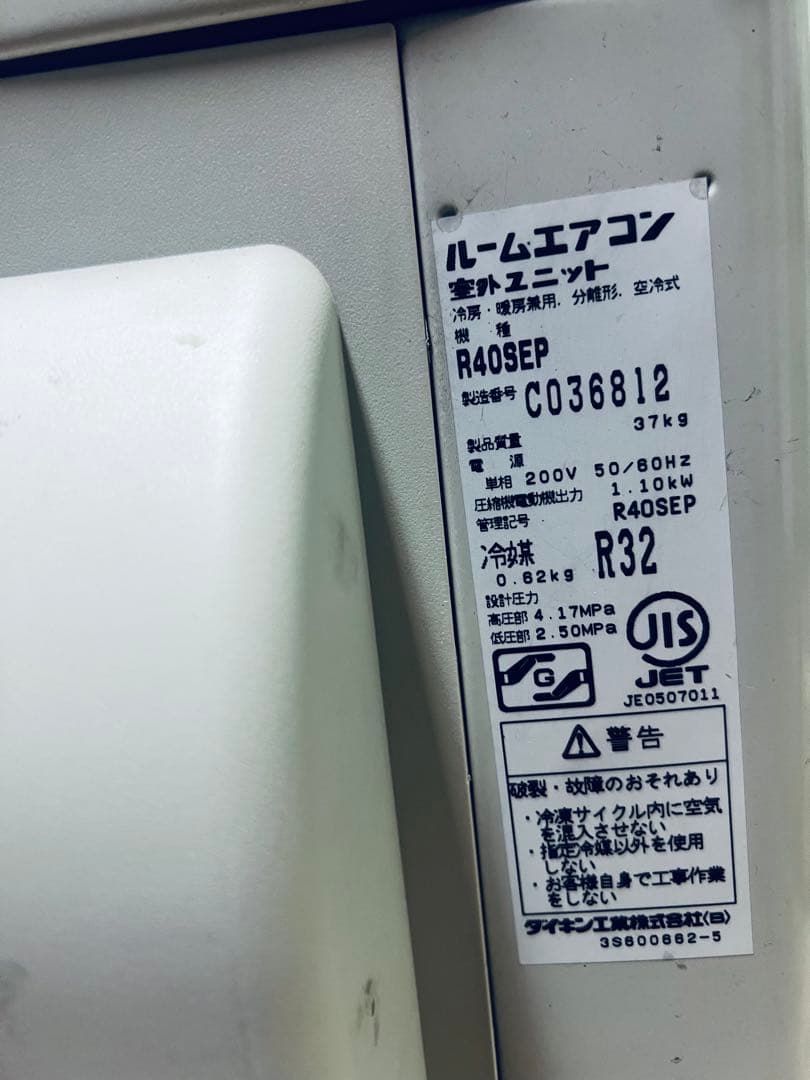 ルームエアコン
室外ユニット
冷房・暖房兼用, 分離形, 空冷式
機 種
R40SEP
製造番号 C036812
37kg
製品質量
電 源
単相 200V 50/60Hz
圧縮機電動機出力 1.10kW
管理記号 R40SEP
冷媒 R32
0.62kg
設計圧力
高圧部 4.17MPa
低圧部 2.50MPa
JIS
JET
JE0507011
G
警告
破裂・故障のおそれあり
・冷凍サイクル内に空気
を混入させない
・指定冷媒以外を使用
しない
・お客様自身で工事作業
をしない
ダイキン工業株式会社(B)
3S600662-5